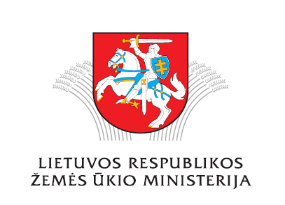 LIETUVOS RESPUBLIKOS
ŽEMĖS ŪKIO MINISTERIJA